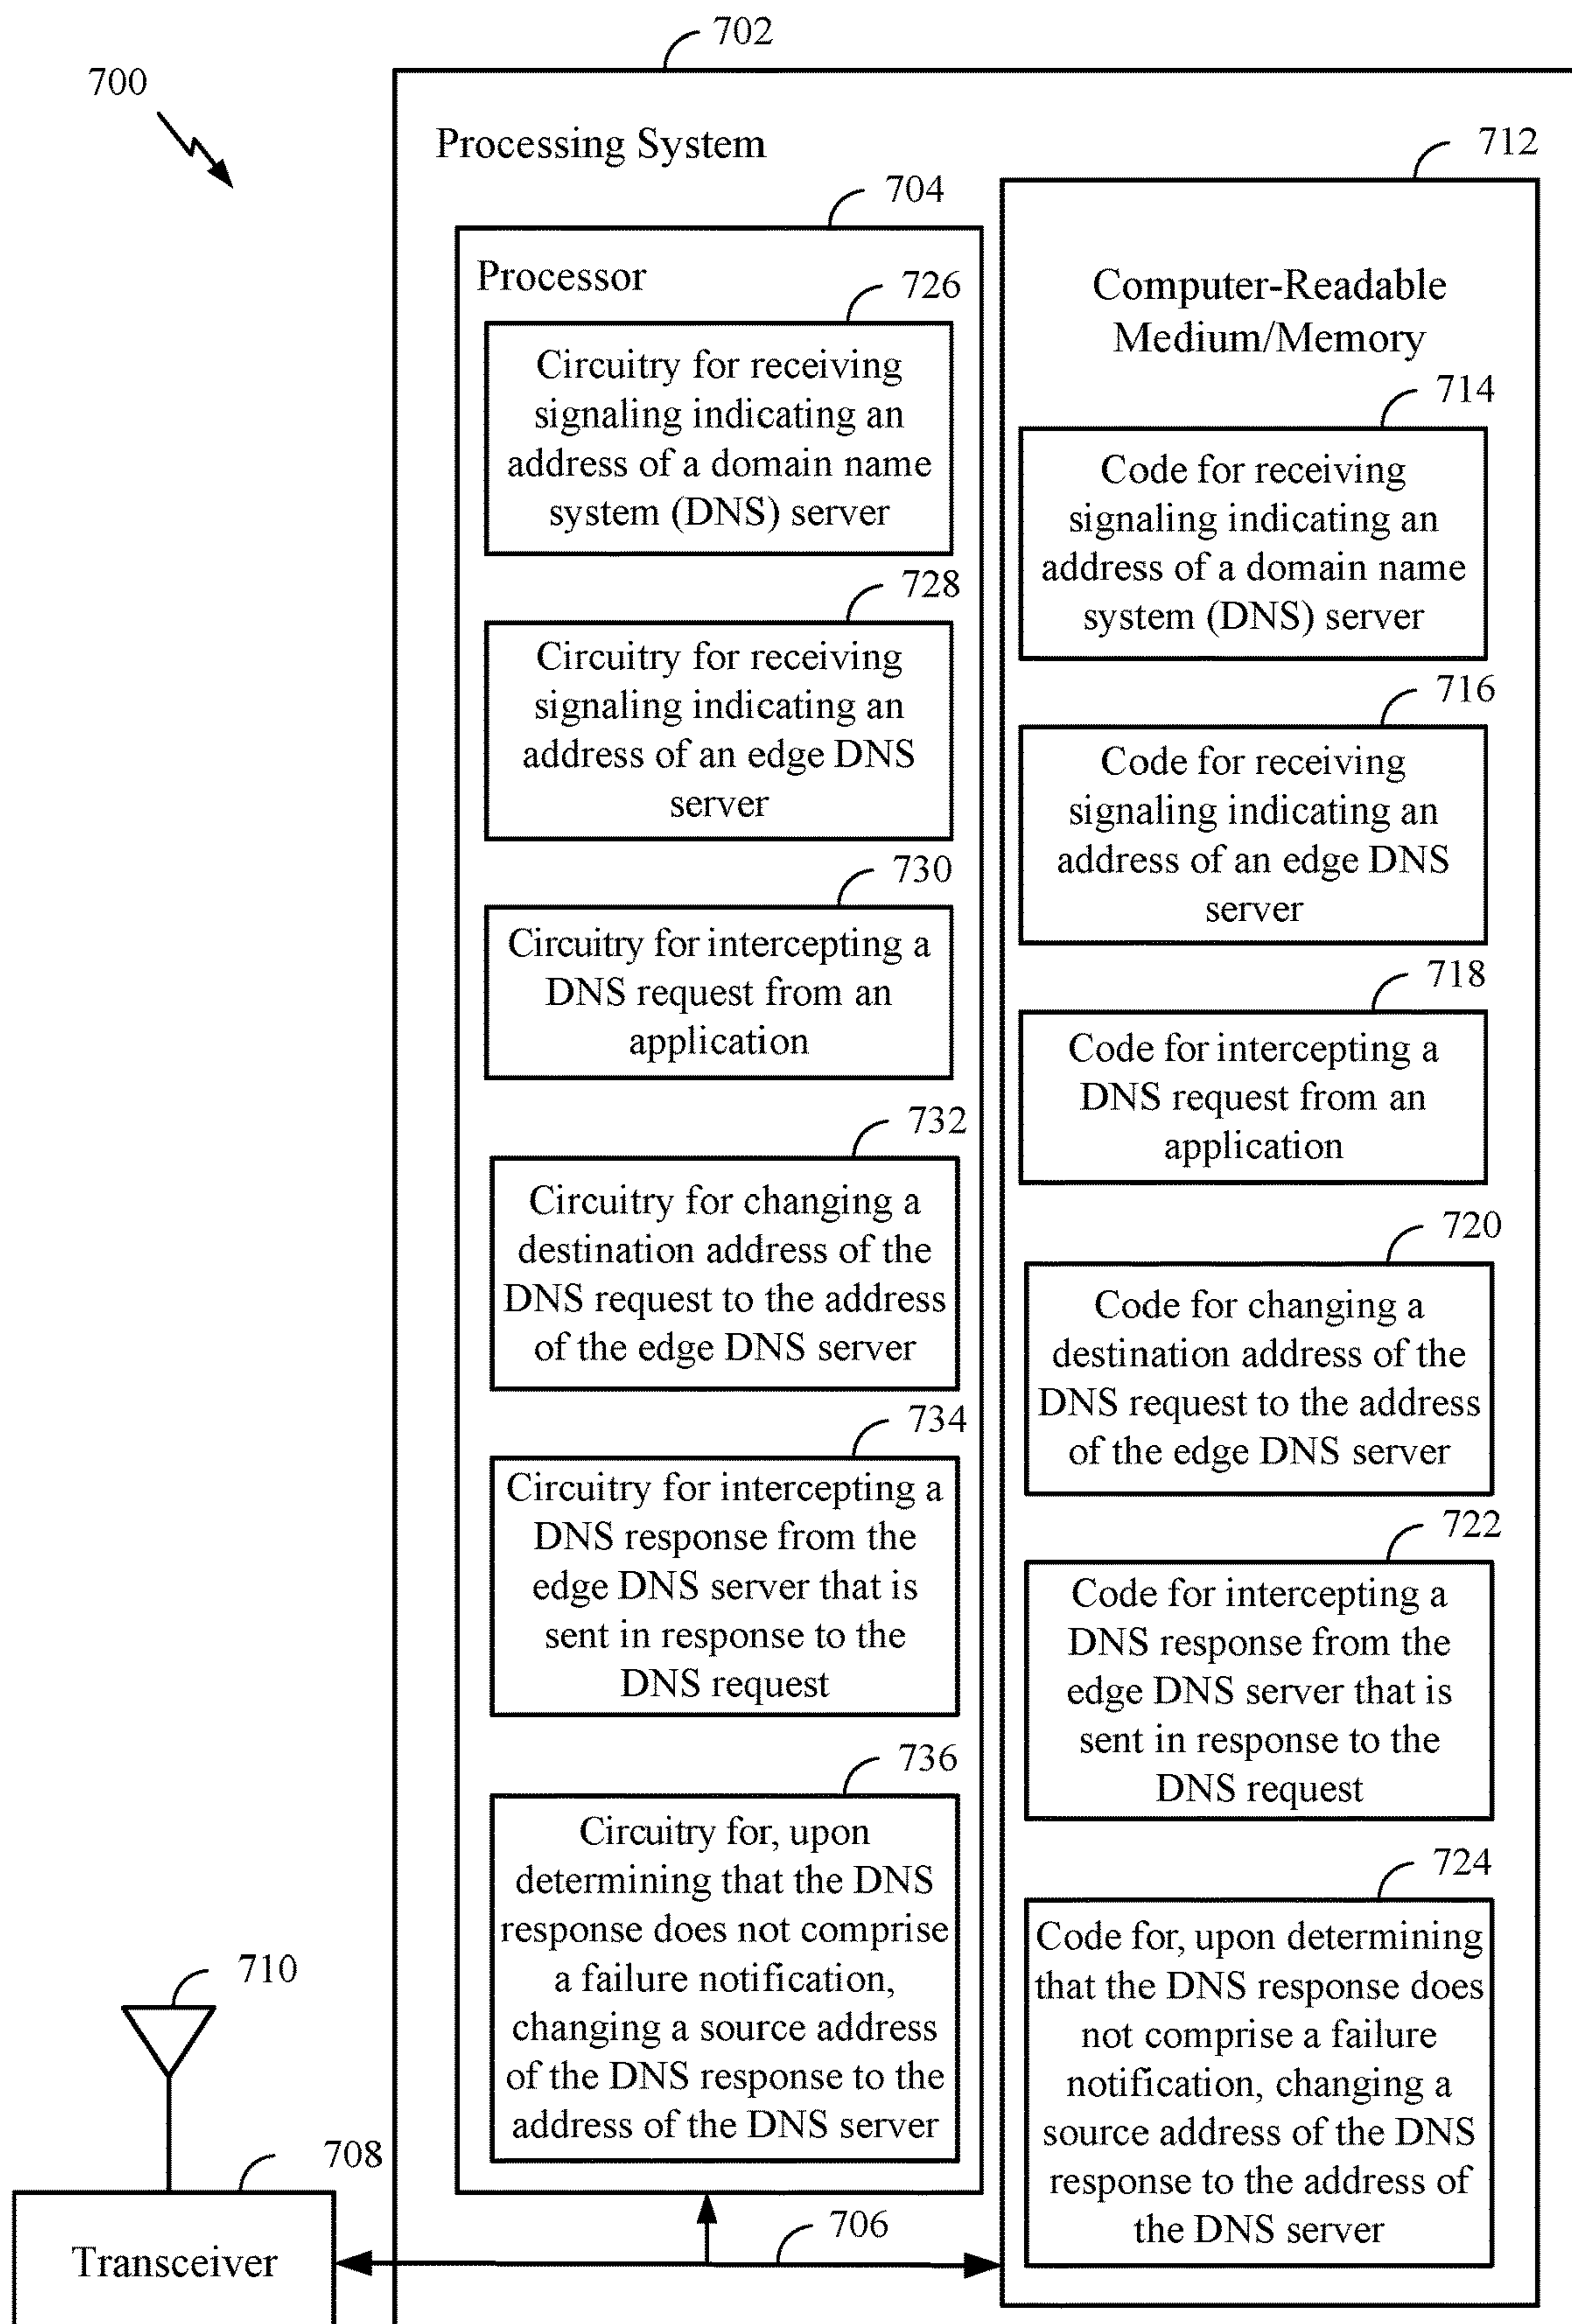 702
700
Processing System
704
Processor
726
Circuitry for receiving
signaling indicating an
address of a domain name
system (DNS) server
728
Circuitry for receiving
signaling indicating an
address of an edge DNS
server
730
Circuitry for intercepting a
DNS request from an
application
732
Circuitry for changing a
destination address of the
DNS request to the address
of the edge DNS server
734
Circuitry for intercepting a
DNS response from the
edge DNS server that is
sent in response to the
DNS request
736
Circuitry for, upon
determining that the DNS
response does not comprise
a failure notification,
changing a source address
of the DNS response to the
address of the DNS server
712
Computer-Readable
Medium/Memory
714
Code for receiving
signaling indicating an
address of a domain name
system (DNS) server
716
Code for receiving
signaling indicating an
address of an edge DNS
server
718
Code for intercepting a
DNS request from an
application
720
Code for changing a
destination address of the
DNS request to the address
of the edge DNS server
722
Code for intercepting a
DNS response from the
edge DNS server that is
sent in response to the
DNS request
724
Code for, upon determining
that the DNS response does
not comprise a failure
notification, changing a
source address of the DNS
response to the address of
the DNS server
710
708
Transceiver
706